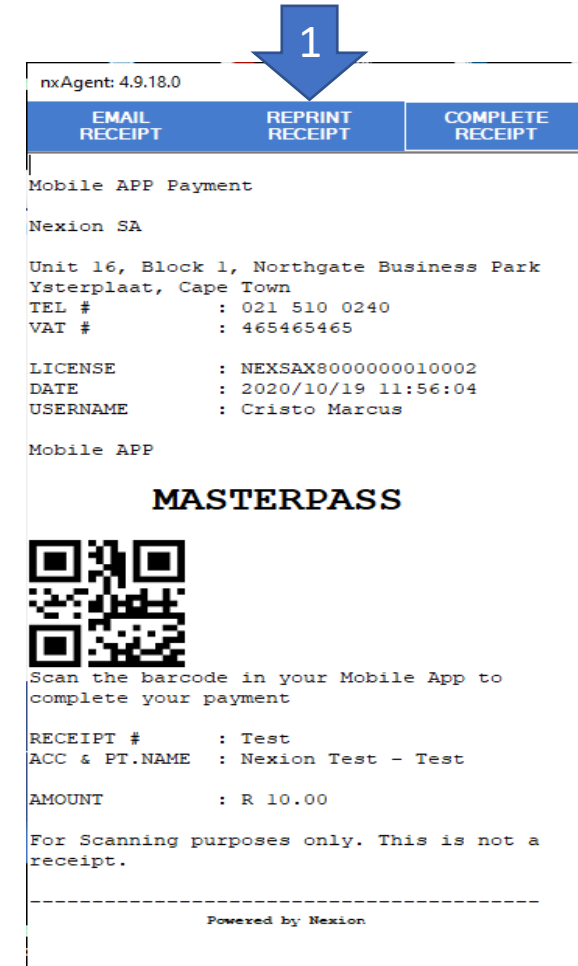 1
nxAgent: 4.9.18.0
EMAIL RECEIPT
REPRINT RECEIPT
COMPLETE RECEIPT
Mobile APP Payment
Nexion SA
Unit 16, Block 1, Northgate Business Park
Ysterplaat, Cape Town
TEL # : 021 510 0240
VAT # : 465465465
LICENSE : NEXSAX8000000010002
DATE : 2020/10/19 11:56:04
USERNAME : Cristo Marcus
Mobile APP
MASTERPASS
Scan the barcode in your Mobile App to
complete your payment
RECEIPT # : Test
ACC & PT.NAME : Nexion Test - Test
AMOUNT : R 10.00
For Scanning purposes only. This is not a
receipt.
-----------------------------------------
Powered by Nexion